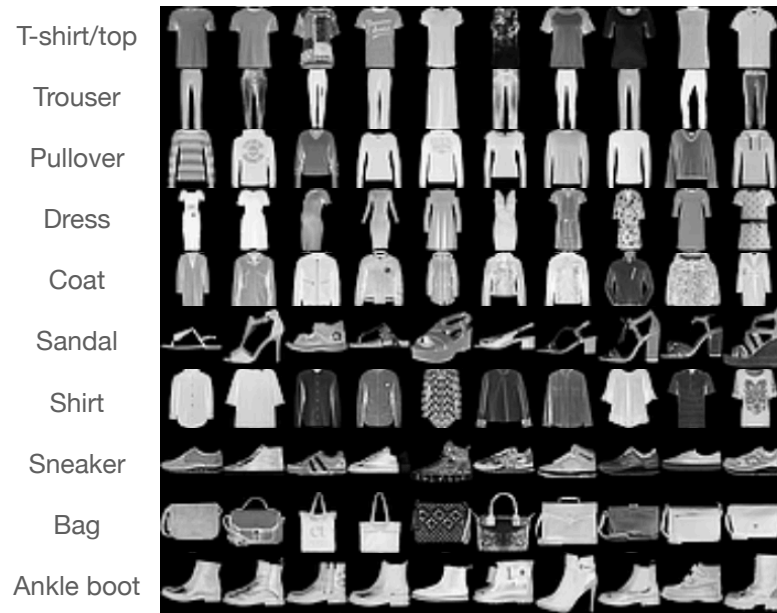 T-shirt/top
Trouser
Pullover
Dress
Coat
Sandal
Shirt
Sneaker
Bag
Ankle boot